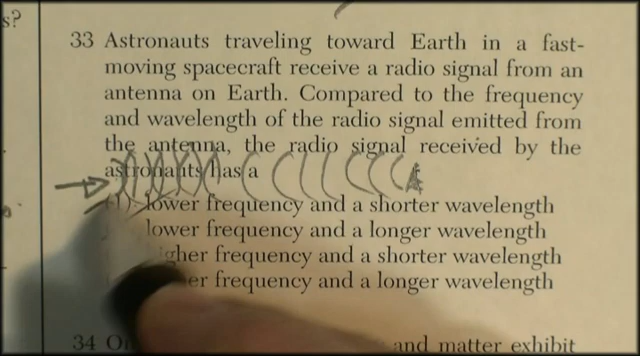 s?
33 Astronauts traveling toward Earth in a fast-
moving spacecraft receive a radio signal from an
antenna on Earth. Compared to the frequency
and wavelength of the radio signal emitted from
the antenna, the radio signal received by the
astronauts has a
(1) lower frequency and a shorter wavelength
lower frequency and a longer wavelength
frequency and a shorter wavelength
frequency and a longer wavelength
34
and matter exhibit